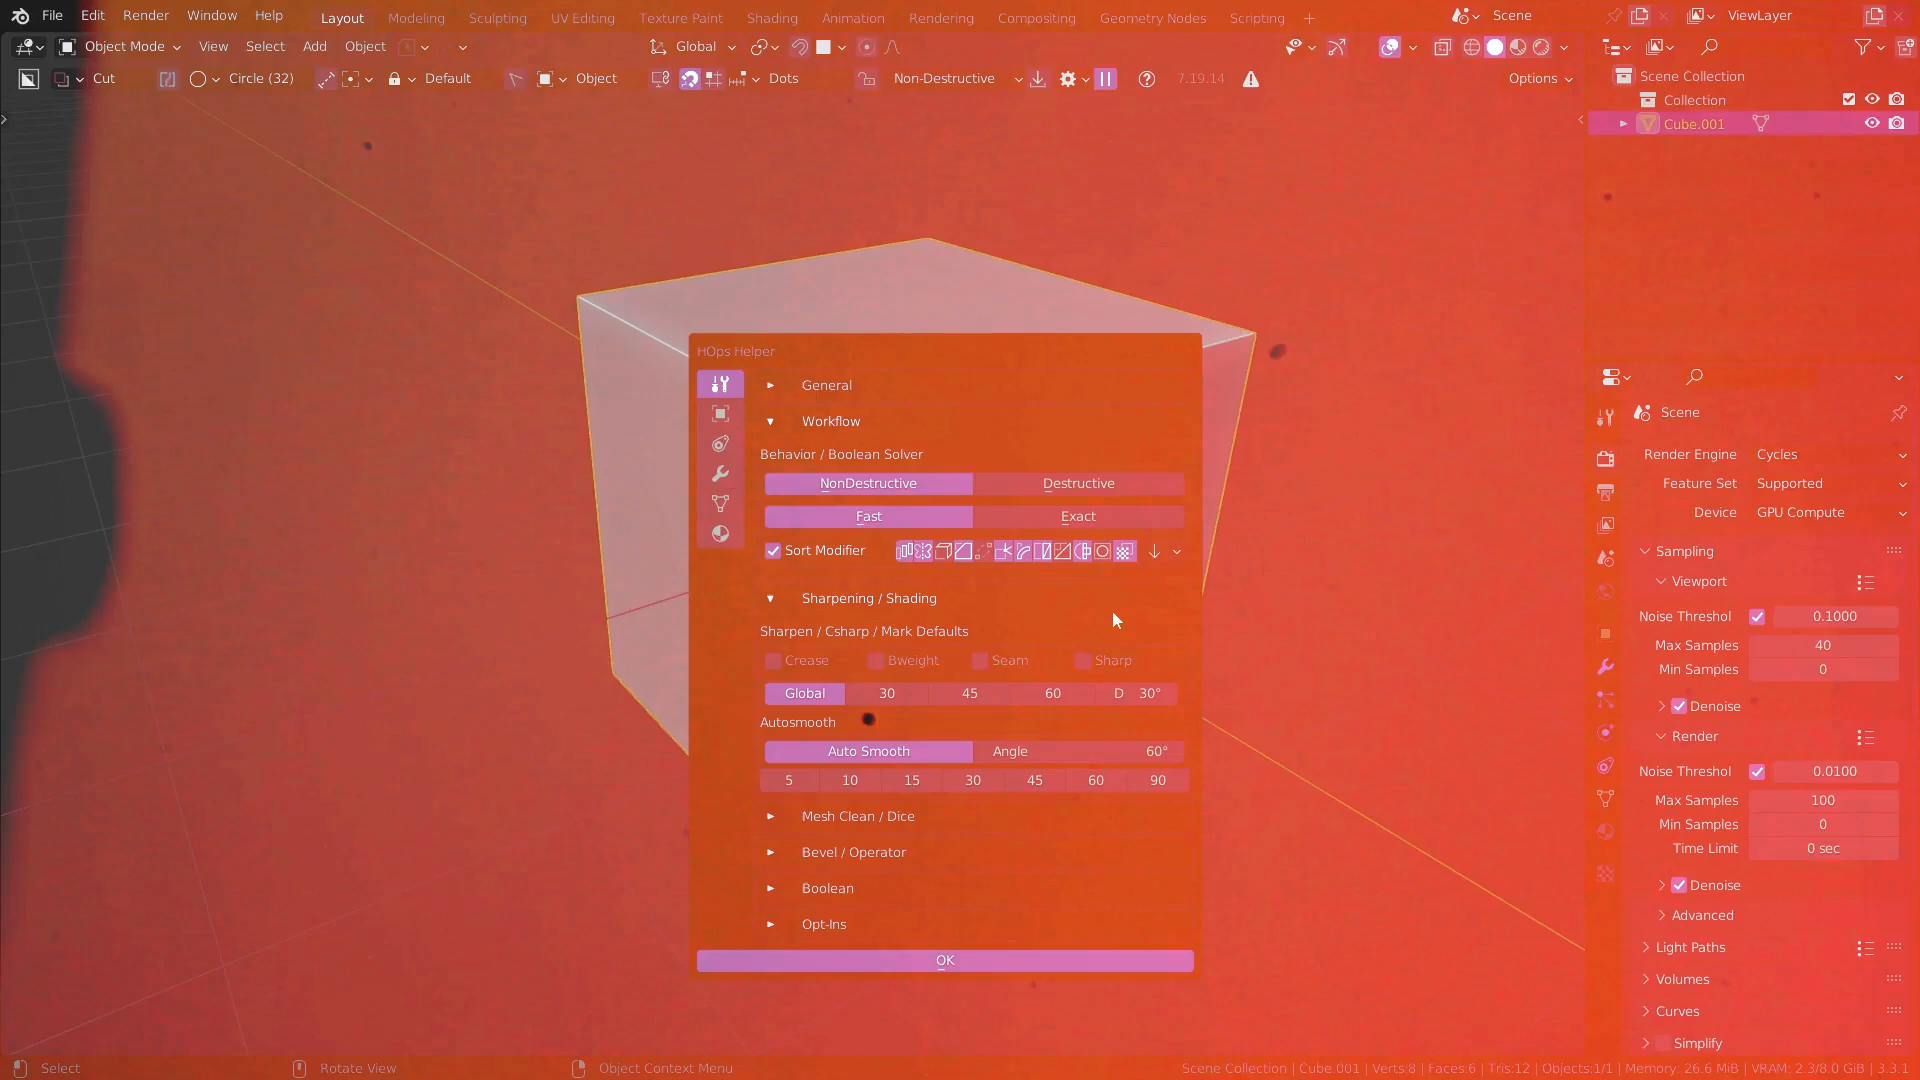 File Edit Render Window Help Layout Modeling Sculpting UV Editing Texture Paint Shading Animation Rendering Compositing Geometry Nodes Scripting + Scene ViewLayer
Object Mode View Select Add Object Global
Cut Circle (32) Default Object Dots Non-Destructive 7.19.14 Options
Scene Collection
Collection
Cube.001
HOps Helper
General
Workflow
Behavior / Boolean Solver
NonDestructive Destructive
Fast Exact
Sort Modifier
Sharpening / Shading
Sharpen / Csharp / Mark Defaults
Crease Bweight Seam Sharp
Global 30 45 60 D 30°
Autosmooth
Auto Smooth Angle 60°
5 10 15 30 45 60 90
Mesh Clean / Dice
Bevel / Operator
Boolean
Opt-Ins
OK
Scene
Render Engine Cycles
Feature Set Supported
Device GPU Compute
Sampling
Viewport
Noise Threshol 0.1000
Max Samples 40
Min Samples 0
Denoise
Render
Noise Threshol 0.0100
Max Samples 100
Min Samples 0
Time Limit 0 sec
Denoise
Advanced
Light Paths
Volumes
Curves
Simplify
Select Rotate View Object Context Menu Scene Collection | Cube.001 | Verts:8 | Faces:6 | Tris:12 | Objects:1/1 | Memory: 26.6 MiB | VRAM: 2.3/8.0 GiB | 3.3.1